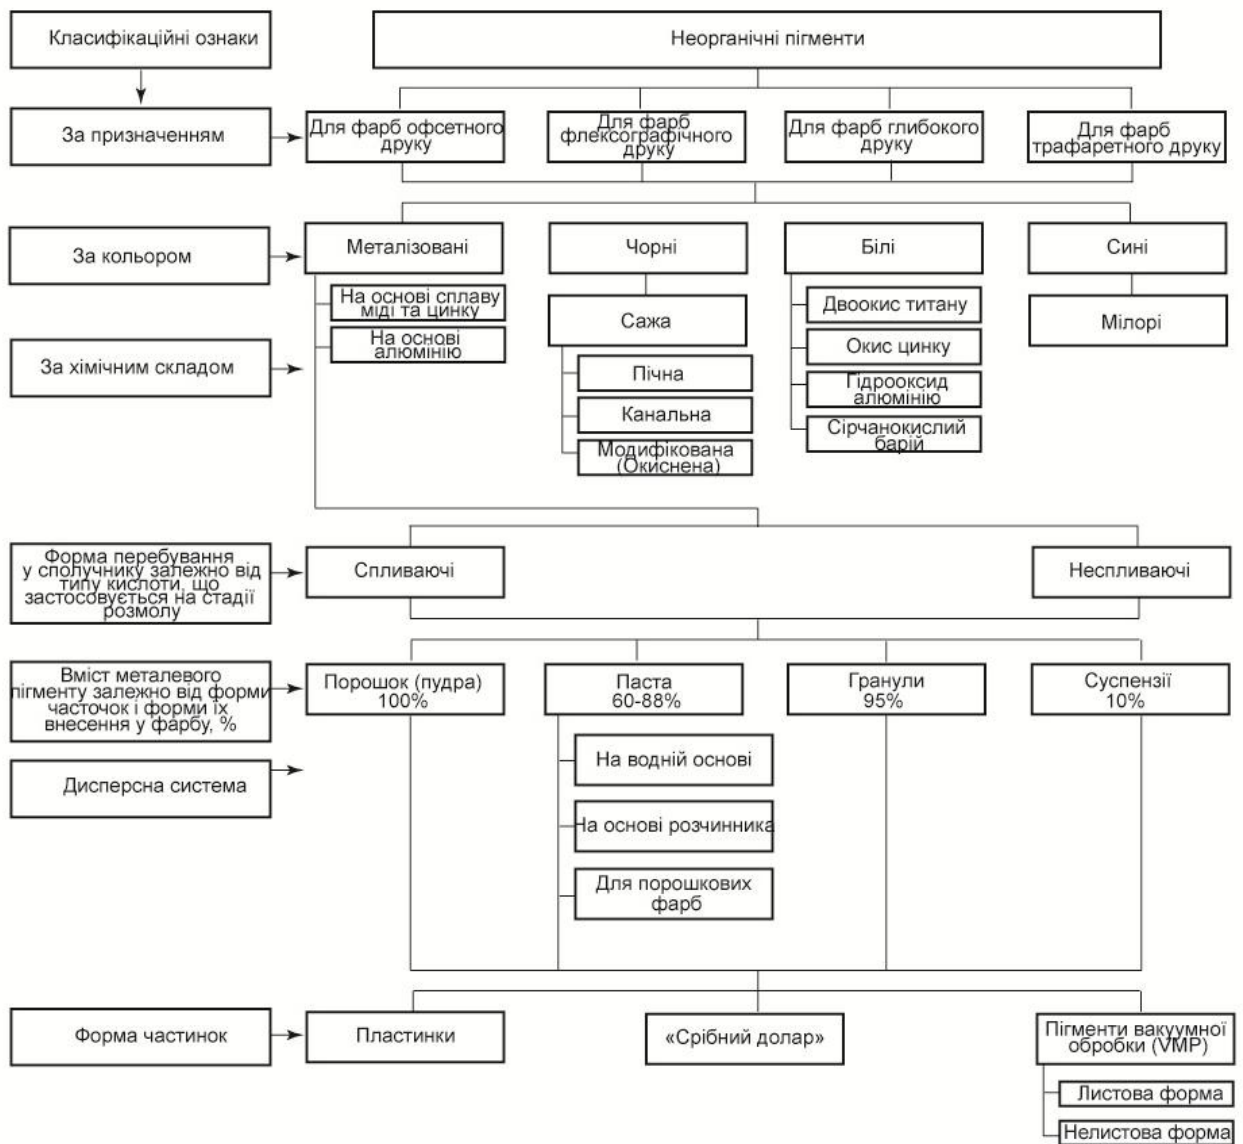 Класифікаційні ознаки
Неорганічні пігменти
За призначенням
Для фарб офсетного
друку
Для фарб
флексографічного
друку
Для фарб глибокого
друку
Для фарб
трафаретного друку
За кольором
Металізовані
Чорні
Білі
Сині
На основі сплаву
міді та цинку
На основі
алюмінію
Сажа
Двоокис титану
Мілорі
За хімічним складом
Пічна
Канальна
Модифікована
(Окиснена)
Окис цинку
Гідрооксид
алюмінію
Сірчанокислий
барій
Форма перебування
у сполучнику залежно від
типу кислоти, що
застосовується на стадії
розмолу
Спливаючі
Неспливаючі
Вміст металевого
пігменту залежно від форми
часточок і форми їх
внесення у фарбу, %
Порошок (пудра)
100%
Паста
60-88%
Гранули
95%
Суспензії
10%
Дисперсна система
На водній основі
На основі розчинника
Для порошкових
фарб
Форма частинок
Пластинки
«Срібний долар»
Пігменти вакуумної
обробки (VMP)
Листова форма
Нелистова форма